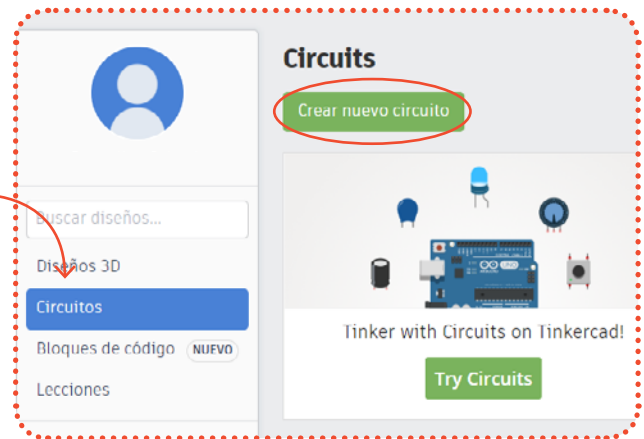 Buscar diseños...
Diseños 3D
Circuitos
Bloques de código NUEVO
Lecciones
Circuits
Crear nuevo circuito
UNO
Tinker with Circuits on Tinkercad!
Try Circuits